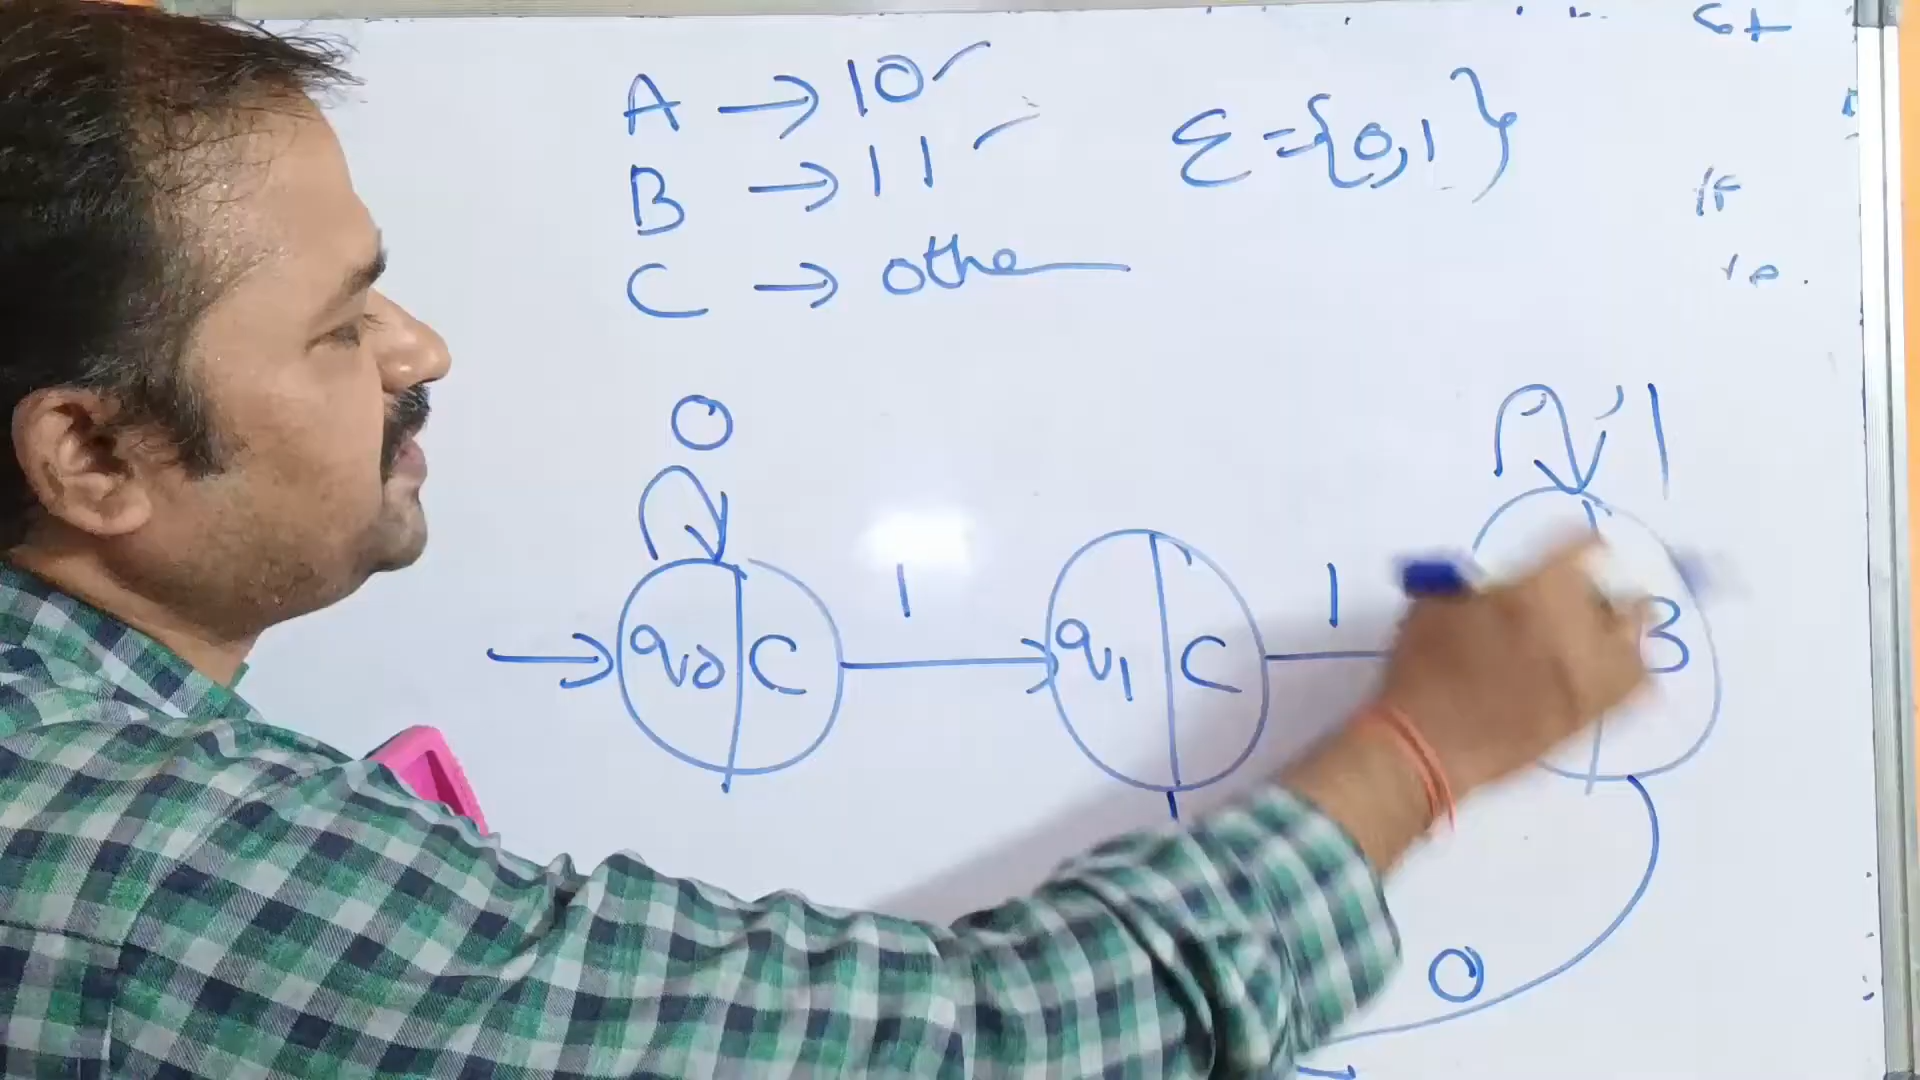 A → 10
B → 11
C → othe
Ɛ = {0,1}
0
1
q0 C
1
q1 C
1
B
0